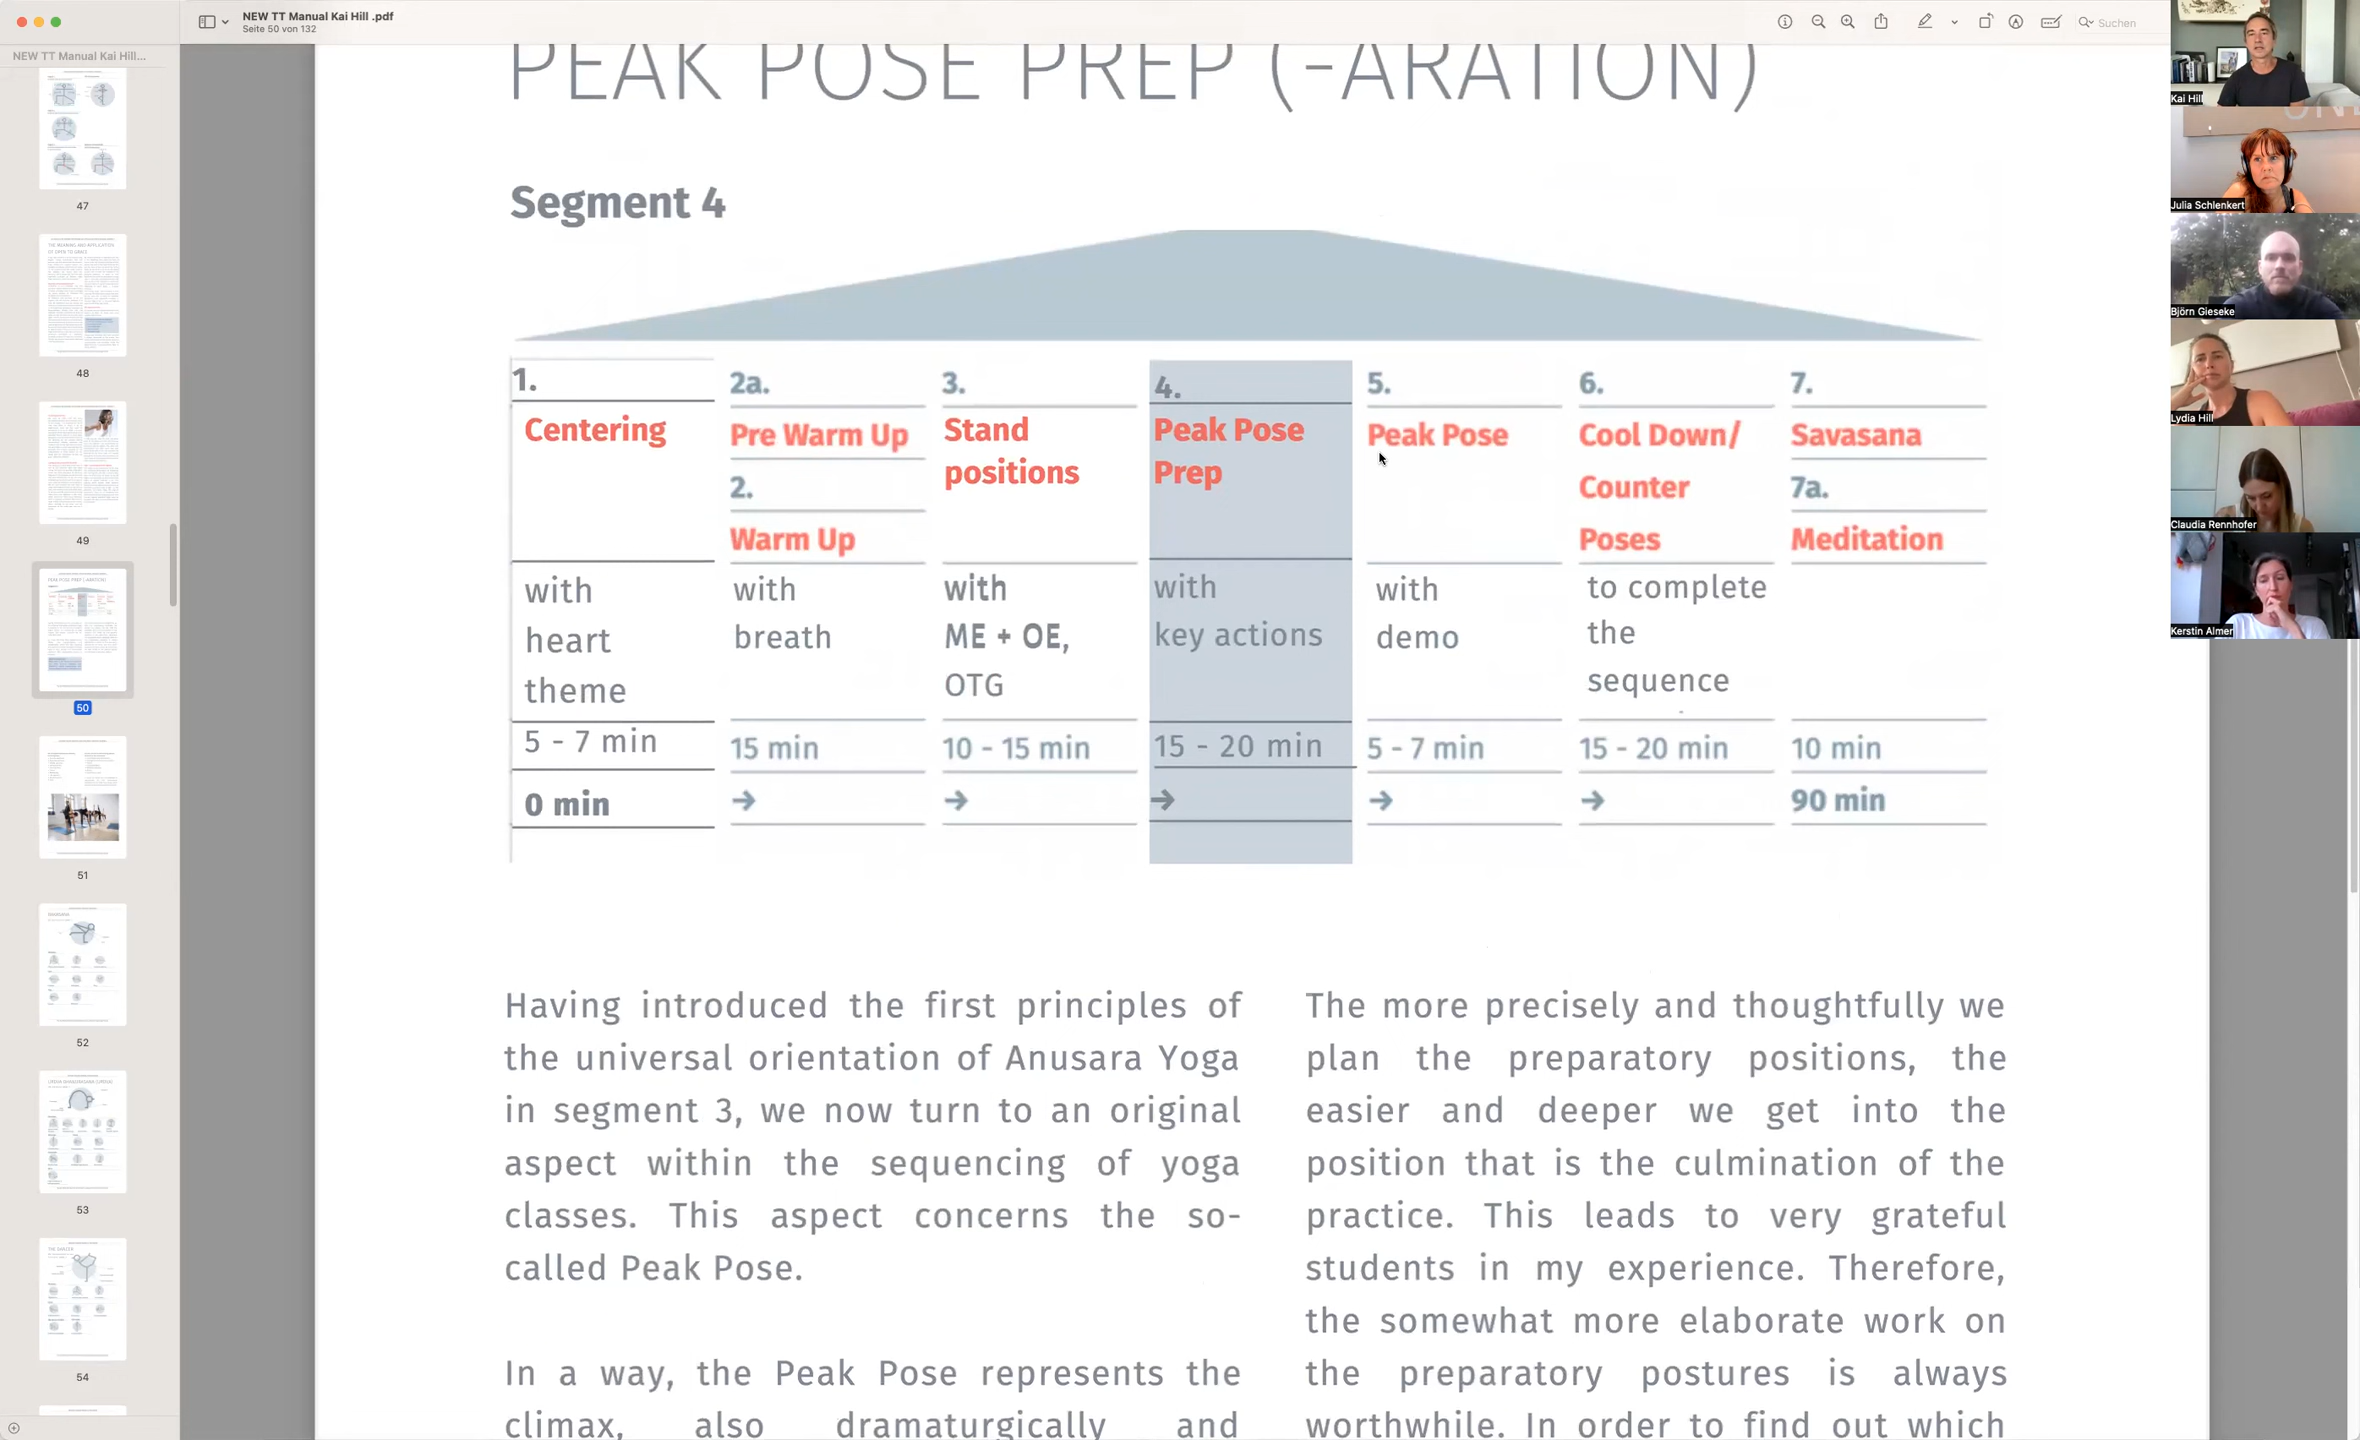 NEW TT Manual Kai Hill .pdf
Seite 50 von 132
Suchen
NEW TT Manual Kai Hill...
47
48
49
50
51
52
53
54
PEAK POSE PREP (-ARATION)
Segment 4
1.
Centering
with
heart
theme
5 - 7 min
0 min
2a.
Pre Warm Up
2.
Warm Up
with
breath
15 min
→
3.
Stand
positions
with
ME + OE,
OTG
10 - 15 min
→
4.
Peak Pose
Prep
with
key actions
15 - 20 min
→
5.
Peak Pose
with
demo
5 - 7 min
→
6.
Cool Down/
Counter
Poses
to complete
the
sequence
15 - 20 min
→
7.
Savasana
7a.
Meditation
10 min
90 min
Having introduced the first principles of
the universal orientation of Anusara Yoga
in segment 3, we now turn to an original
aspect within the sequencing of yoga
classes. This aspect concerns the so-
called Peak Pose.
In a way, the Peak Pose represents the
climax, also dramaturgically and
The more precisely and thoughtfully we
plan the preparatory positions, the
easier and deeper we get into the
position that is the culmination of the
practice. This leads to very grateful
students in my experience. Therefore,
the somewhat more elaborate work on
the preparatory postures is always
worthwhile. In order to find out which
Kai Hill
Julia Schlenkert
Björn Gieseke
Lydia Hill
Claudia Rennhofer
Kerstin Almer